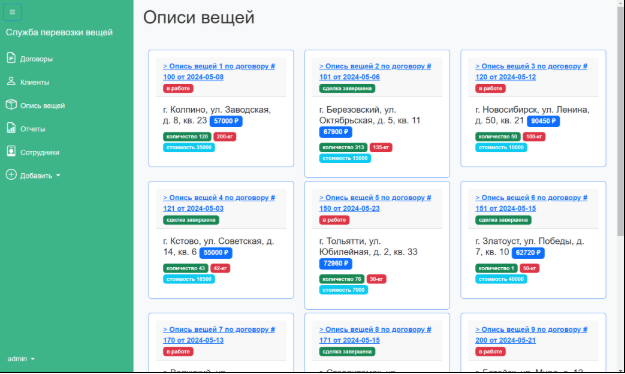 Описи вещей
Служба перевозки вещей
Договоры
Клиенты
Опись вещей
Отчеты
Сотрудники
Добавить
admin
> Опись вещей 1 по договору #
100 от 2024-05-08
в работе
г. Колпино, ул. Заводская,
д. 8, кв. 23 57000 ₽
количество 120 200-кг
стоимость 35000
> Опись вещей 2 по договору #
101 от 2024-05-06
сделка завершена
г. Березовский, ул.
Октябрьская, д. 5, кв. 11
67900 ₽
количество 313 135-кг
стоимость 15000
> Опись вещей 3 по договору #
120 от 2024-05-12
в работе
г. Новосибирск, ул. Ленина,
д. 50, кв. 21 90450 ₽
количество 50 100-кг
стоимость 10000
> Опись вещей 4 по договору #
121 от 2024-05-03
сделка завершена
г. Кстово, ул. Советская, д.
14, кв. 6 55000 ₽
количество 43 42-кг
стоимость 16500
> Опись вещей 5 по договору #
150 от 2024-05-23
в работе
г. Тольятти, ул.
Юбилейная, д. 2, кв. 33
72960 ₽
количество 76 30-кг
стоимость 7000
> Опись вещей 6 по договору #
151 от 2024-05-15
сделка завершена
г. Златоуст, ул. Победы, д.
7, кв. 10 62720 ₽
количество 1 50-кг
стоимость 40000
> Опись вещей 7 по договору #
170 от 2024-05-13
в работе
> Опись вещей 8 по договору #
171 от 2024-05-15
сделка завершена
> Опись вещей 9 по договору #
200 от 2024-05-21
в работе